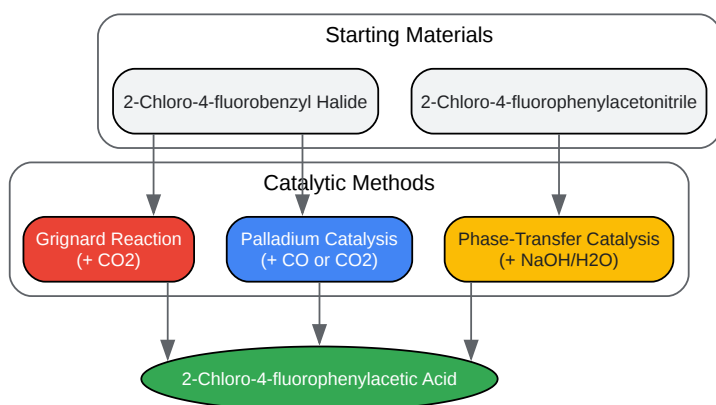 Starting Materials
2-Chloro-4-fluorobenzyl Halide
2-Chloro-4-fluorophenylacetonitrile
Catalytic Methods
Grignard Reaction
(+ CO2)
Palladium Catalysis
(+ CO or CO2)
Phase-Transfer Catalysis
(+ NaOH/H2O)
2-Chloro-4-fluorophenylacetic Acid